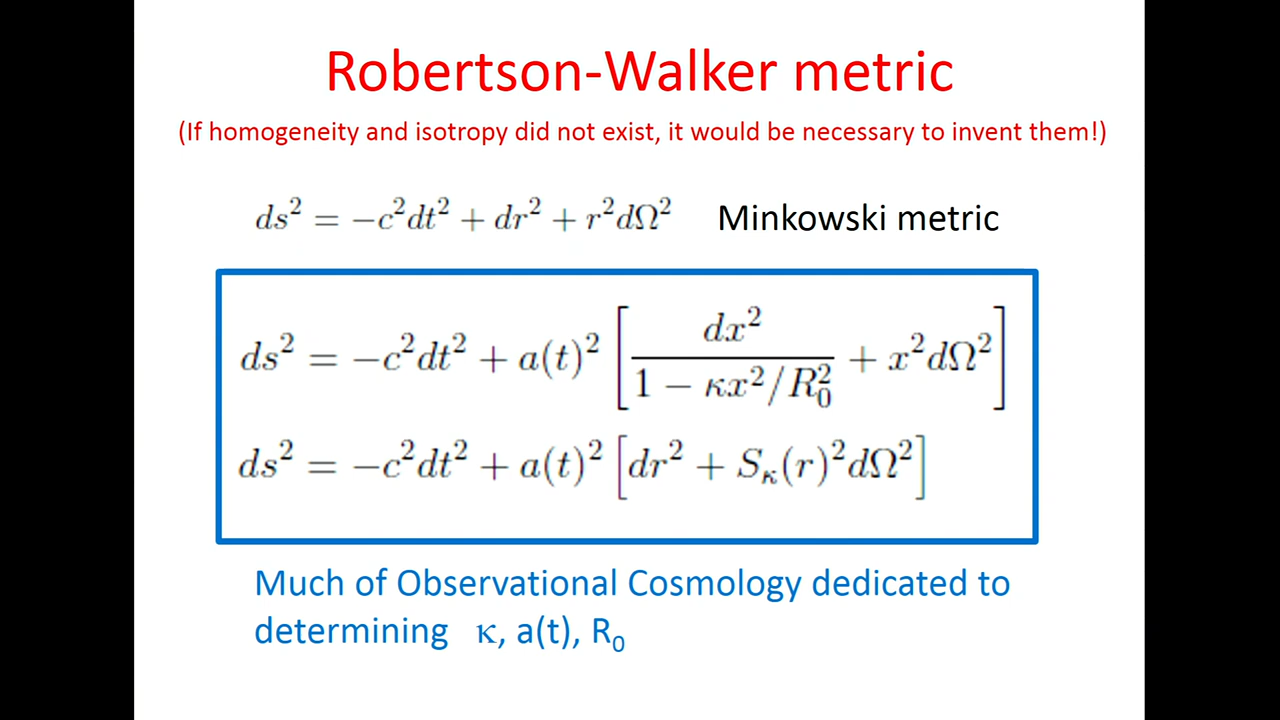 Robertson-Walker metric
(If homogeneity and isotropy did not exist, it would be necessary to invent them!)
ds² = −c²dt² + dr² + r²dΩ² Minkowski metric
ds² = −c²dt² + a(t)² [dx² / (1 − κx²/R₀²) + x²dΩ²]
ds² = −c²dt² + a(t)² [dr² + Sκ(r)²dΩ²]
Much of Observational Cosmology dedicated to
determining κ, a(t), R₀